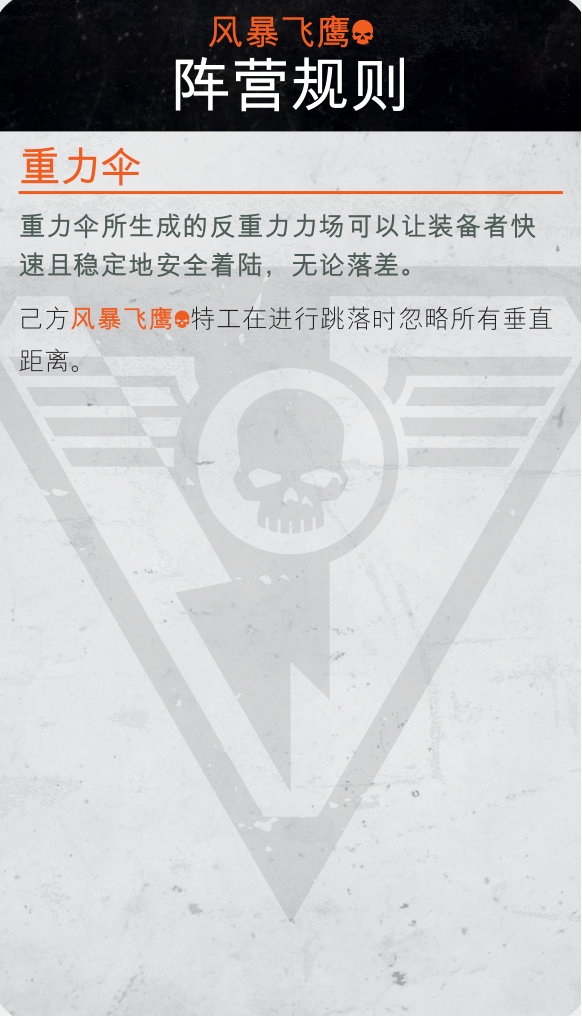 风暴飞鹰
阵营规则
重力伞
重力伞所生成的反重力力场可以让装备者快
速且稳定地安全着陆，无论落差。
己方风暴飞鹰特工在进行跳落时忽略所有垂直
距离。